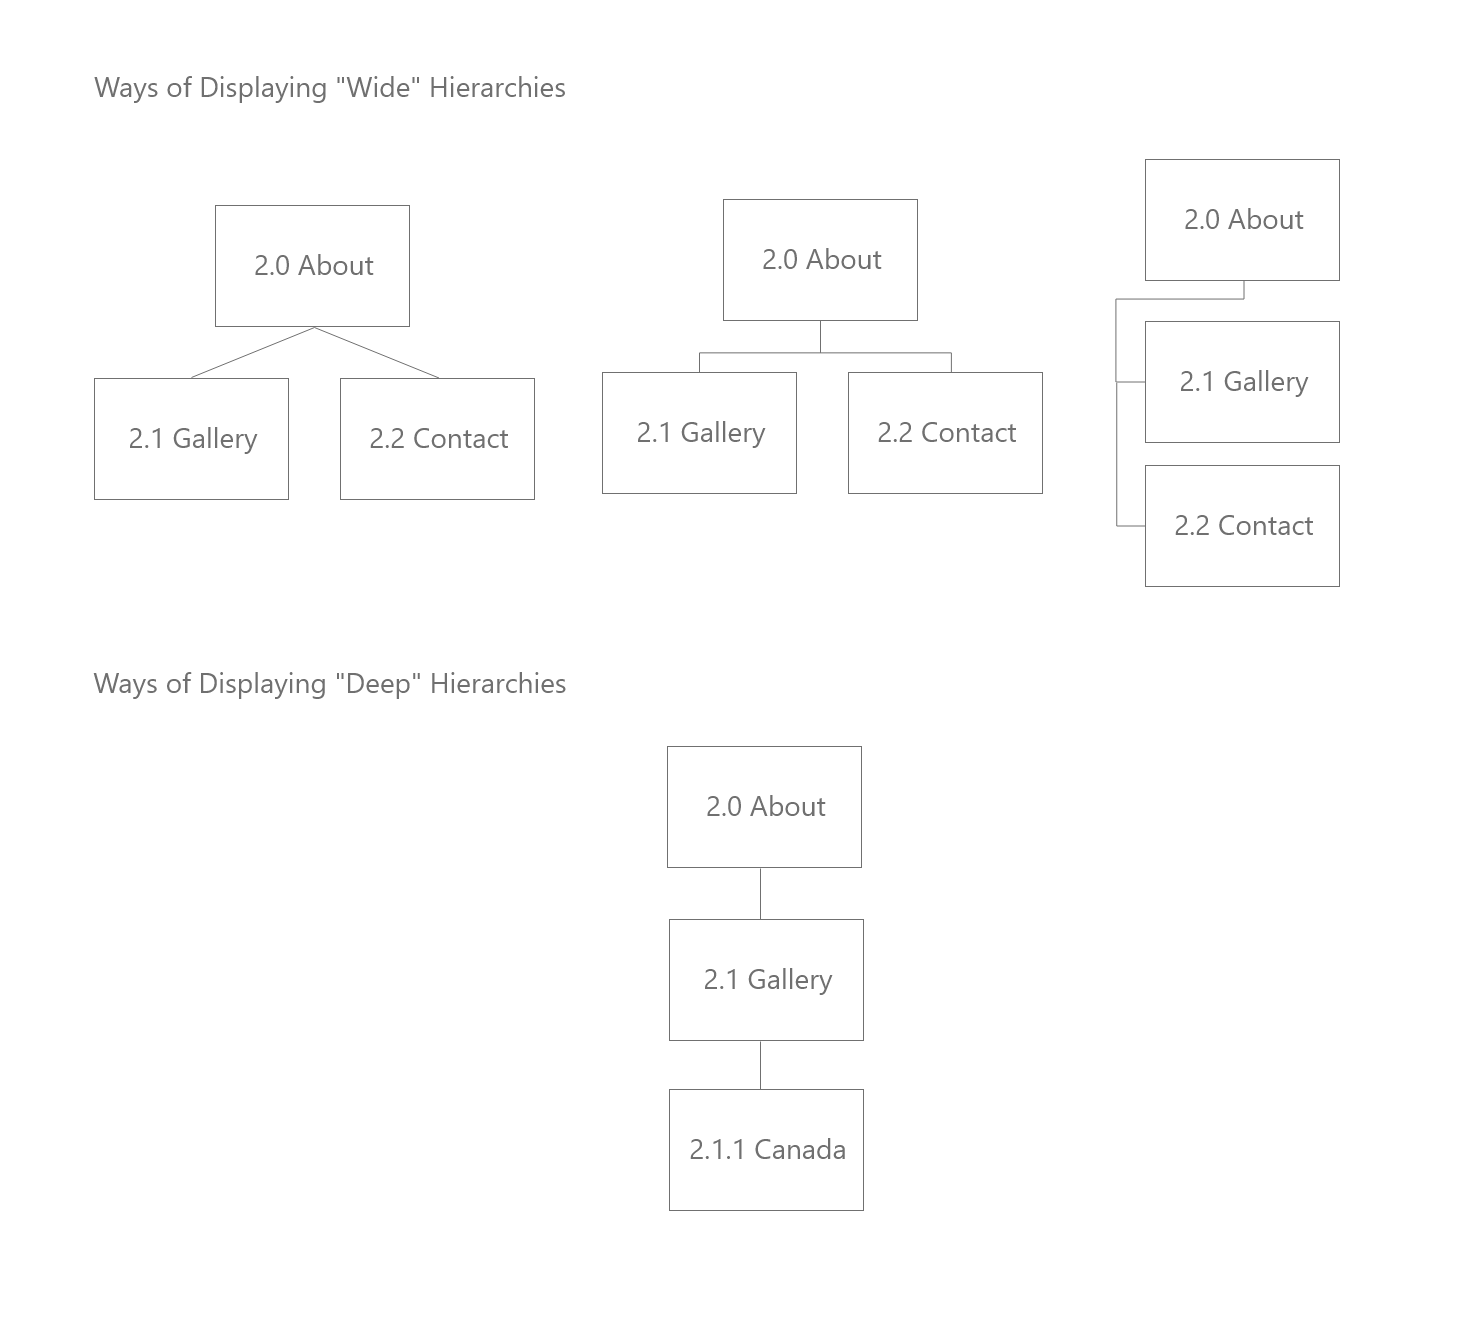 Ways of Displaying "Wide" Hierarchies
2.0 About
2.1 Gallery
2.2 Contact
2.0 About
2.1 Gallery
2.2 Contact
2.0 About
2.1 Gallery
2.2 Contact
Ways of Displaying "Deep" Hierarchies
2.0 About
2.1 Gallery
2.1.1 Canada